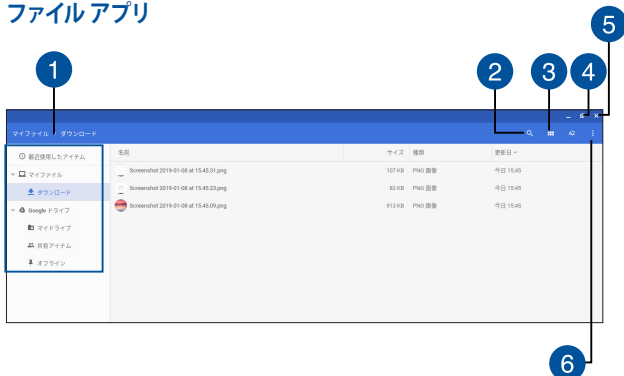 ファイル アプリ
5
1
2
3
4
マイファイル › ダウンロード
AZ
最近使用したアイテム
マイファイル
ダウンロード
Google ドライブ
マイドライブ
共有アイテム
オフライン
名前 サイズ 種類 更新日
Screenshot 2019-01-08 at 15.45.31.png 107 KB PNG 画像 今日 15:45
Screenshot 2019-01-08 at 15.45.23.png 82 KB PNG 画像 今日 15:45
Screenshot 2019-01-08 at 15.45.09.png 913 KB PNG 画像 今日 15:45
6